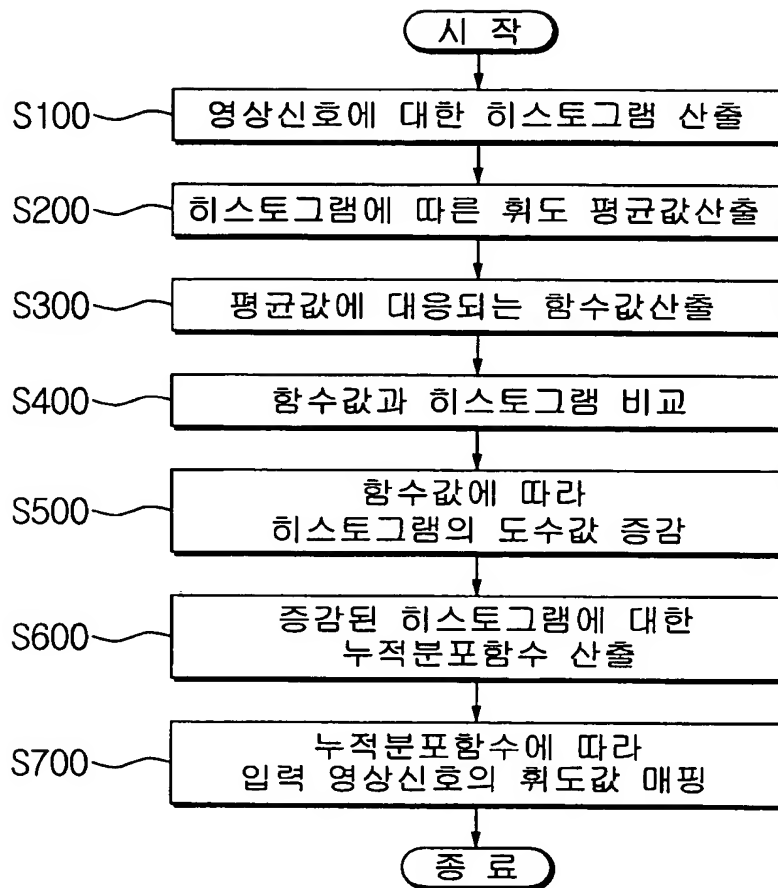 시 작
S100
영상신호에 대한 히스토그램 산출
S200
히스토그램에 따른 휘도 평균값산출
S300
평균값에 대응되는 함수값산출
S400
함수값과 히스토그램 비교
S500
함수값에 따라
히스토그램의 도수값 증감
S600
증감된 히스토그램에 대한
누적분포함수 산출
S700
누적분포함수에 따라
입력 영상신호의 휘도값 매핑
종 료